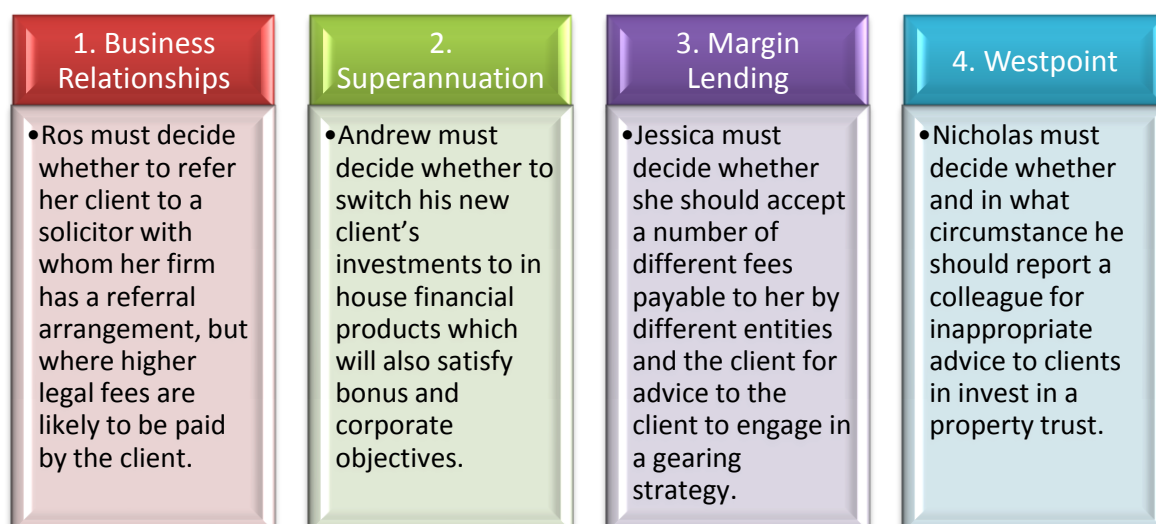 1. Business
Relationships
•Ros must decide
whether to refer
her client to a
solicitor with
whom her firm
has a referral
arrangement, but
where higher
legal fees are
likely to be paid
by the client.
2.
Superannuation
•Andrew must
decide whether to
switch his new
client’s
investments to in
house financial
products which
will also satisfy
bonus and
corporate
objectives.
3. Margin
Lending
•Jessica must
decide whether
she should accept
a number of
different fees
payable to her by
different entities
and the client for
advice to the
client to engage in
a gearing
strategy.
4. Westpoint
•Nicholas must
decide whether
and in what
circumstance he
should report a
colleague for
inappropriate
advice to clients
in invest in a
property trust.